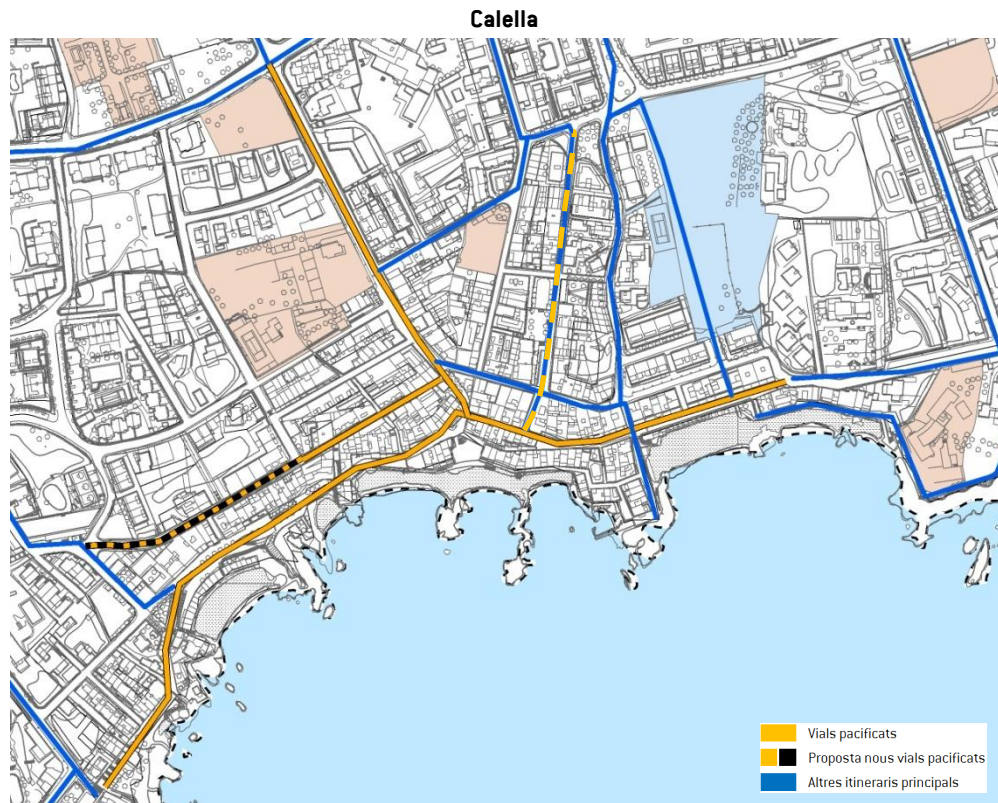 Calella
Vials pacificats
Proposta nous vials pacificats
Altres itineraris principals